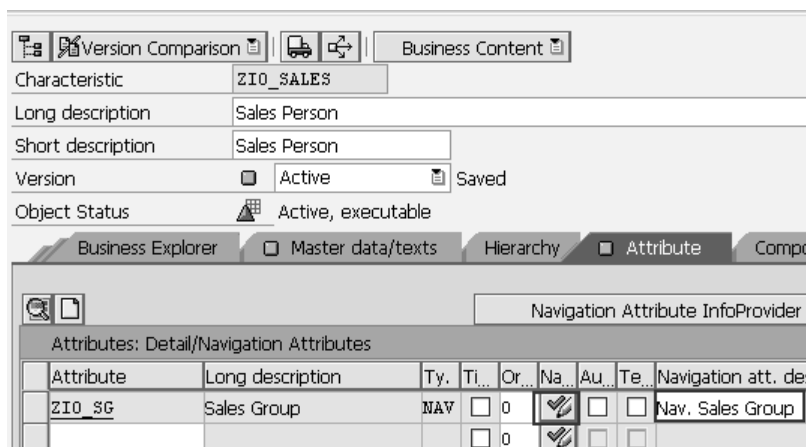 Version Comparison Business Content
Characteristic ZIO_SALES
Long description Sales Person
Short description Sales Person
Version Active Saved
Object Status Active, executable
Business Explorer Master data/texts Hierarchy Attribute Compo
Navigation Attribute InfoProvider
Attributes: Detail/Navigation Attributes
Attribute Long description Ty. Ti... Or... Na... Au... Te... Navigation att. des
ZIO_SG Sales Group NAV 0 Nav. Sales Group
0